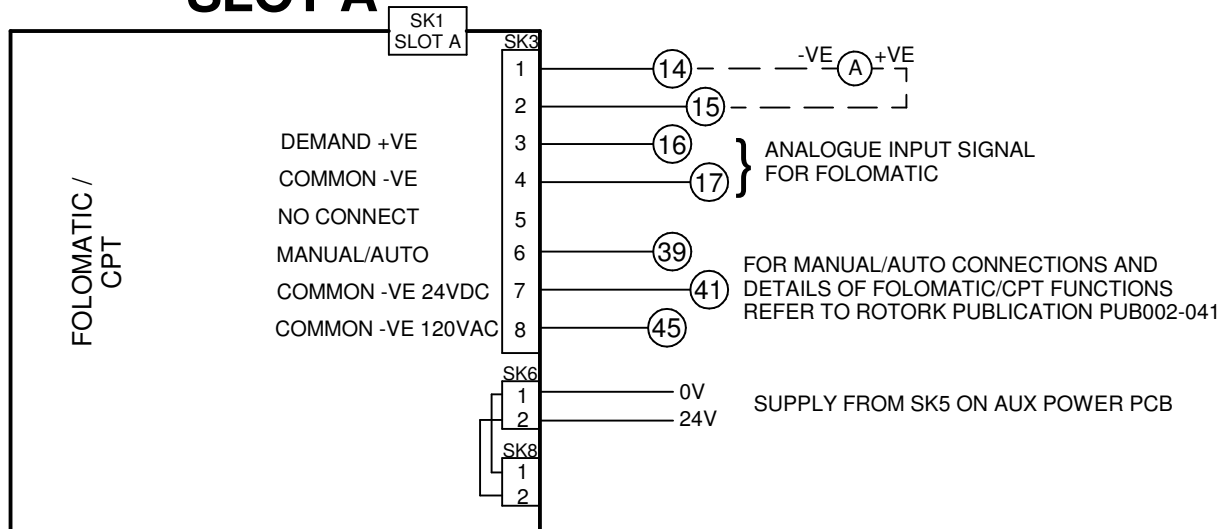 SLOT A
SK1
SLOT A
SK3
1 14 -VE A +VE
2 15
DEMAND +VE 3 16
COMMON -VE 4 17
ANALOGUE INPUT SIGNAL
FOR FOLOMATIC
NO CONNECT 5
MANUAL/AUTO 6 39
COMMON -VE 24VDC 7 41
COMMON -VE 120VAC 8 45
FOR MANUAL/AUTO CONNECTIONS AND
DETAILS OF FOLOMATIC/CPT FUNCTIONS
REFER TO ROTORK PUBLICATION PUB002-041
FOLOMATIC /
CPT
SK6
1 0V
2 24V
SUPPLY FROM SK5 ON AUX POWER PCB
SK8
1
2